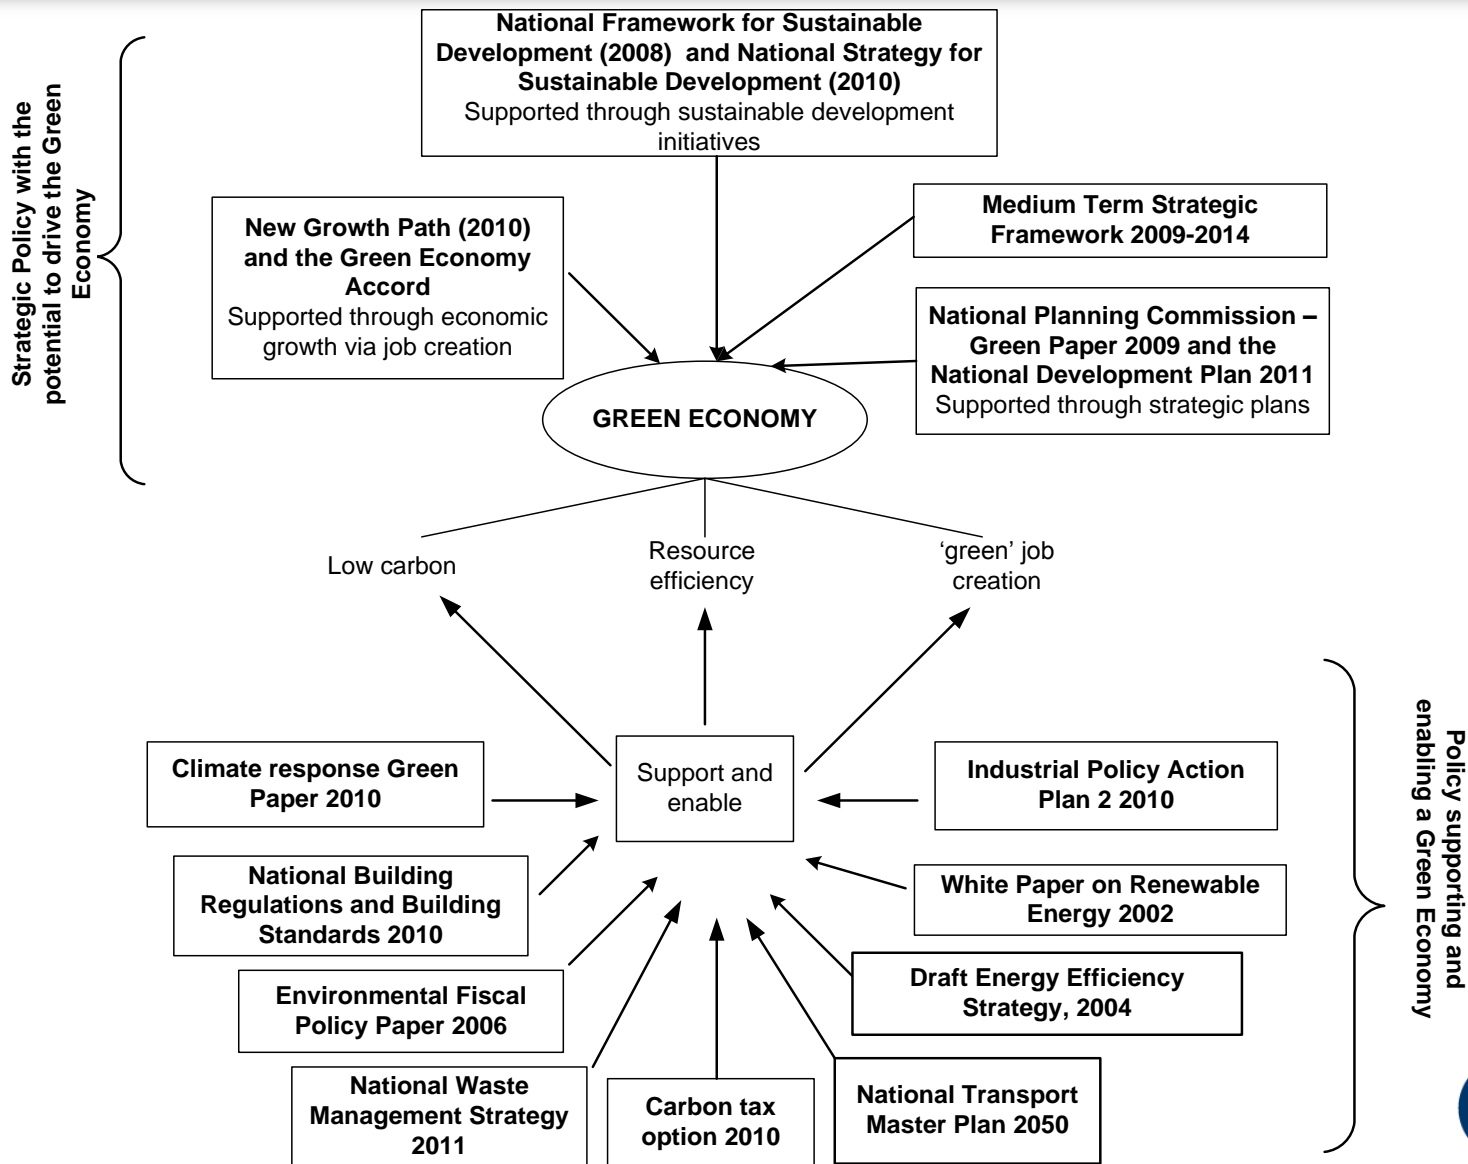 National Framework for Sustainable
Development (2008) and National Strategy for
Sustainable Development (2010)
Supported through sustainable development
initiatives
Strategic Policy with the
potential to drive the Green
Economy
New Growth Path (2010)
and the Green Economy
Accord
Supported through economic
growth via job creation
Medium Term Strategic
Framework 2009-2014
National Planning Commission –
Green Paper 2009 and the
National Development Plan 2011
Supported through strategic plans
GREEN ECONOMY
Low carbon
Resource
efficiency
‘green’ job
creation
Support and
enable
Climate response Green
Paper 2010
National Building
Regulations and Building
Standards 2010
Environmental Fiscal
Policy Paper 2006
National Waste
Management Strategy
2011
Carbon tax
option 2010
National Transport
Master Plan 2050
Draft Energy Efficiency
Strategy, 2004
White Paper on Renewable
Energy 2002
Industrial Policy Action
Plan 2 2010
Policy supporting and
enabling a Green Economy